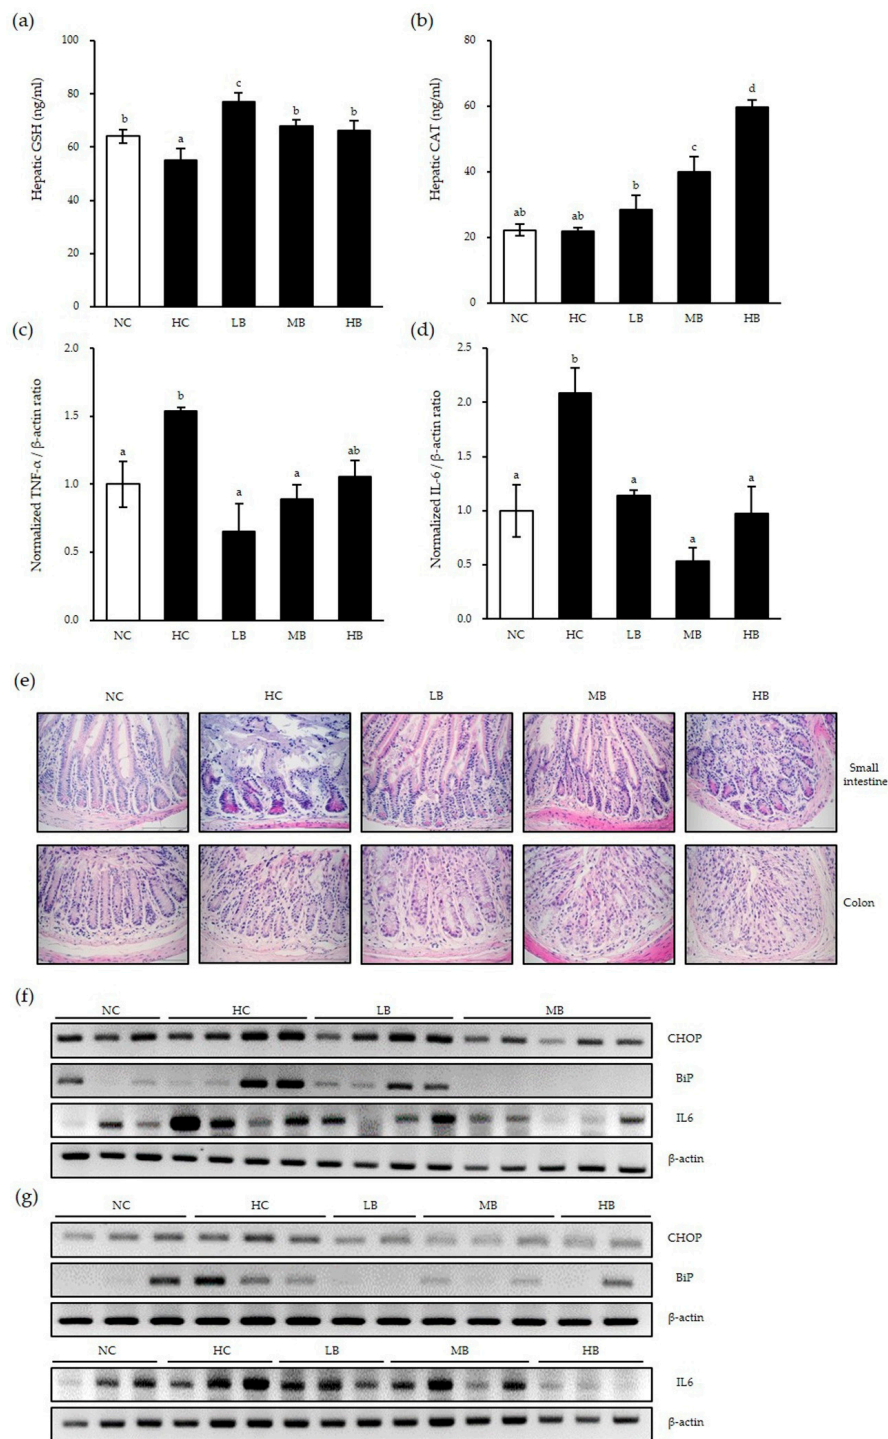 (a)
Hepatic GSH (ng/ml)
100
80
60
40
20
0
b
a
c
b
b
NC HC LB MB HB
(b)
Hepatic CAT (ng/ml)
80
60
40
20
0
ab
ab
b
c
d
NC HC LB MB HB
(c)
Normalized TNF-α / β-actin ratio
2.0
1.5
1.0
0.5
0.0
a
b
a
a
ab
NC HC LB MB HB
(d)
Normalized IL-6 / β-actin ratio
2.5
2.0
1.5
1.0
0.5
0.0
a
b
a
a
a
NC HC LB MB HB
(e)
NC HC LB MB HB
Small
intestine
Colon
(f)
NC HC LB MB
CHOP
BiP
IL6
β-actin
(g)
NC HC LB MB HB
CHOP
BiP
β-actin
NC HC LB MB HB
IL6
β-actin